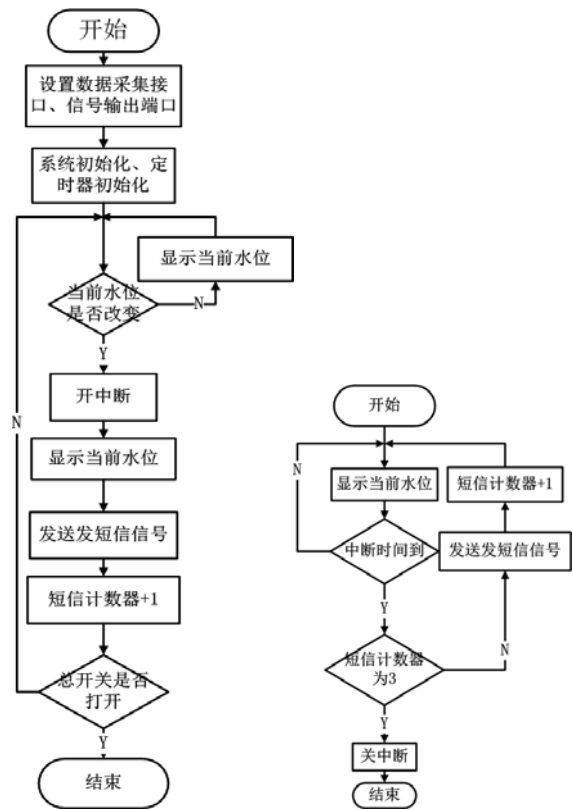 开始
设置数据采集接
口、信号输出端口
系统初始化、定
时器初始化
显示当前水位
当前水位
是否改变
N
Y
开中断
N
显示当前水位
发送发短信信号
短信计数器+1
总开关是否
打开
Y
结束
开始
N
显示当前水位
短信计数器+1
中断时间到
发送发短信信号
Y
短信计数器
为3
N
Y
关中断
结束